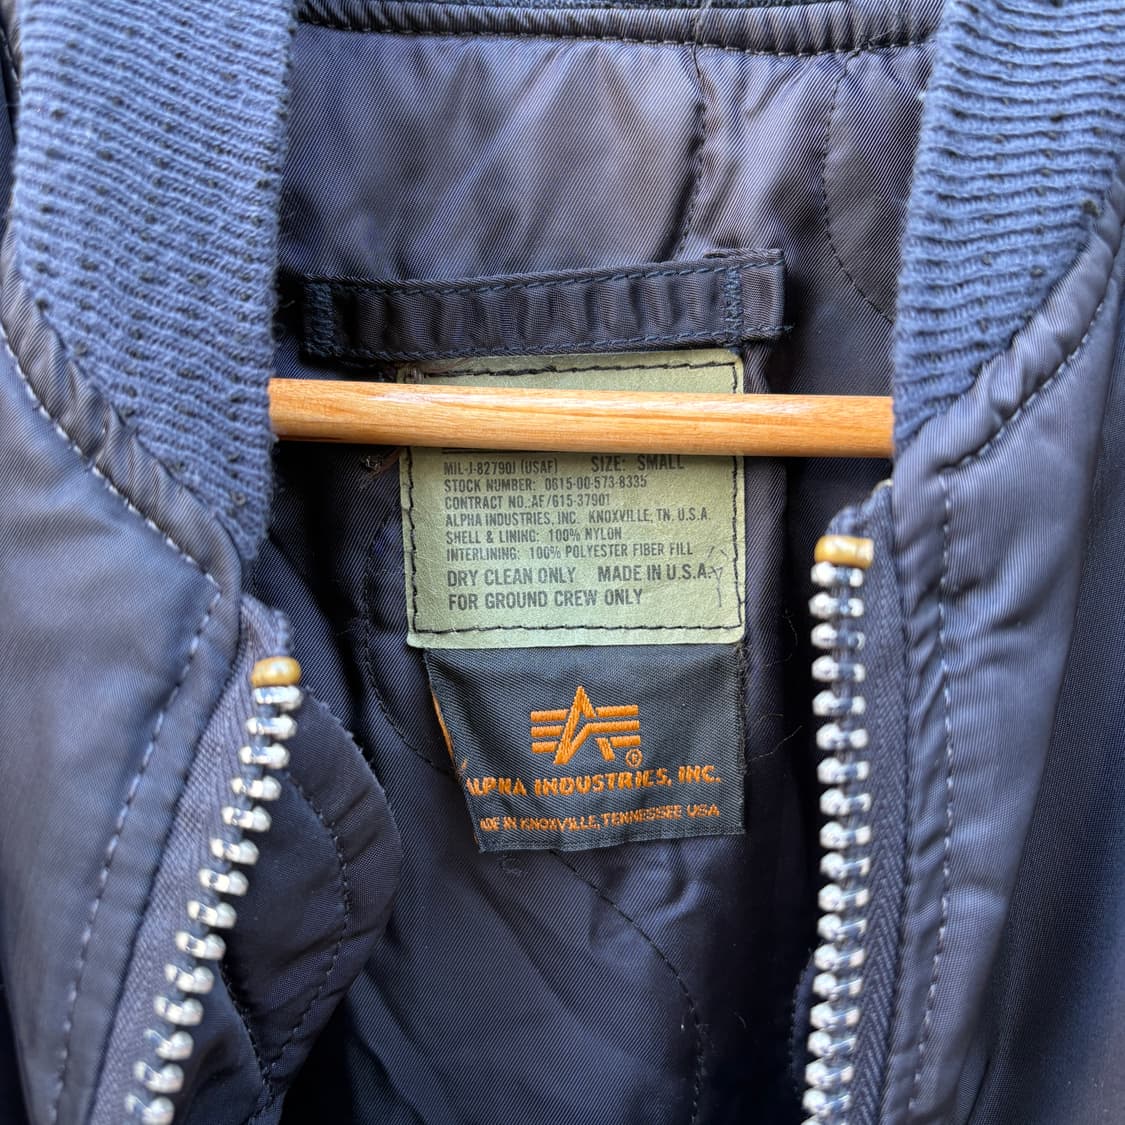 MIL-J-82790J (USAF) SIZE: SMALL
STOCK NUMBER: 0615-00-573-8335
CONTRACT NO.:AF/615-37901
ALPHA INDUSTRIES, INC. KNOXVILLE, TN. U.S.A.
SHELL & LINING: 100% NYLON
INTERLINING: 100% POLYESTER FIBER FILL
DRY CLEAN ONLY MADE IN U.S.A.
FOR GROUND CREW ONLY
ALPHA INDUSTRIES, INC.
MADE IN KNOXVILLE, TENNESSEE USA